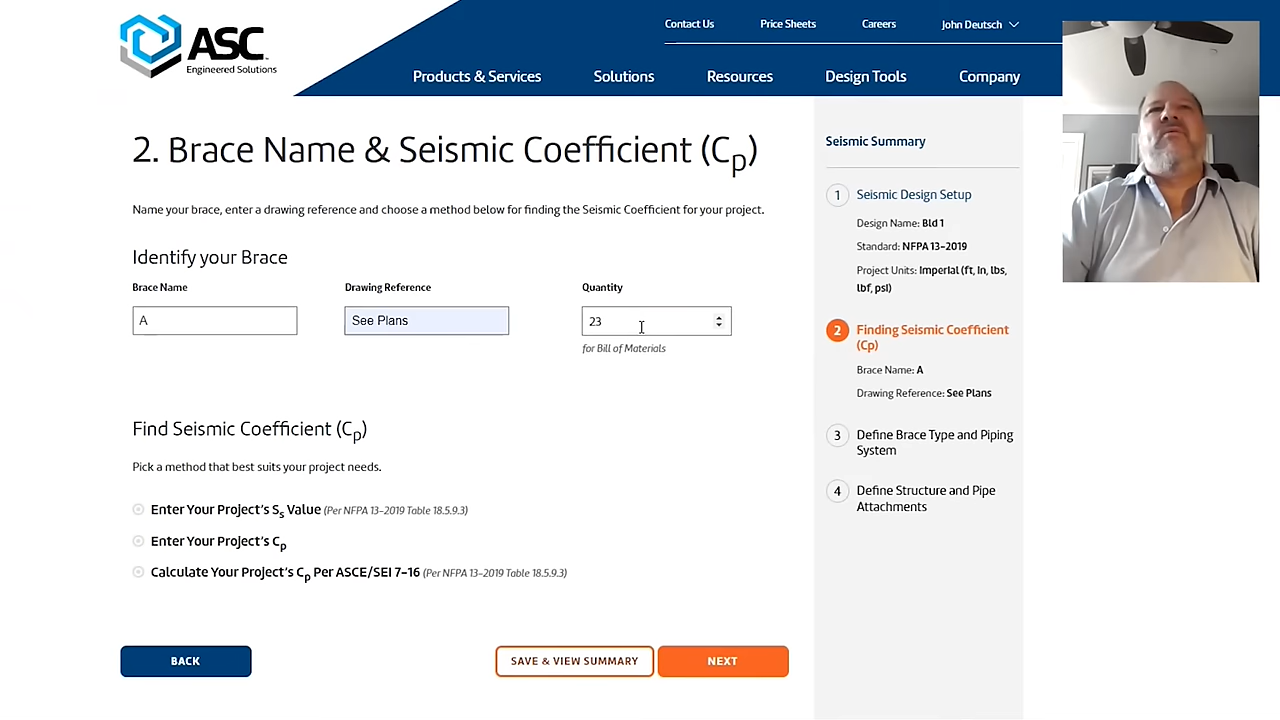 ASC
Engineered Solutions
Contact Us
Price Sheets
Careers
John Deutsch
Products & Services
Solutions
Resources
Design Tools
Company
2. Brace Name & Seismic Coefficient (Cp)
Name your brace, enter a drawing reference and choose a method below for finding the Seismic Coefficient for your project.
Identify your Brace
Brace Name
Drawing Reference
Quantity
A
See Plans
23
for Bill of Materials
Find Seismic Coefficient (Cp)
Pick a method that best suits your project needs.
Enter Your Project's Ss Value (Per NFPA 13-2019 Table 18.5.9.3)
Enter Your Project's Cp
Calculate Your Project's Cp Per ASCE/SEI 7-16 (Per NFPA 13-2019 Table 18.5.9.3)
BACK
SAVE & VIEW SUMMARY
NEXT
Seismic Summary
1 Seismic Design Setup
Design Name: Bld 1
Standard: NFPA 13-2019
Project Units: Imperial (ft, in, lbs,
lbf, psi)
2 Finding Seismic Coefficient
(Cp)
Brace Name: A
Drawing Reference: See Plans
3 Define Brace Type and Piping
System
4 Define Structure and Pipe
Attachments